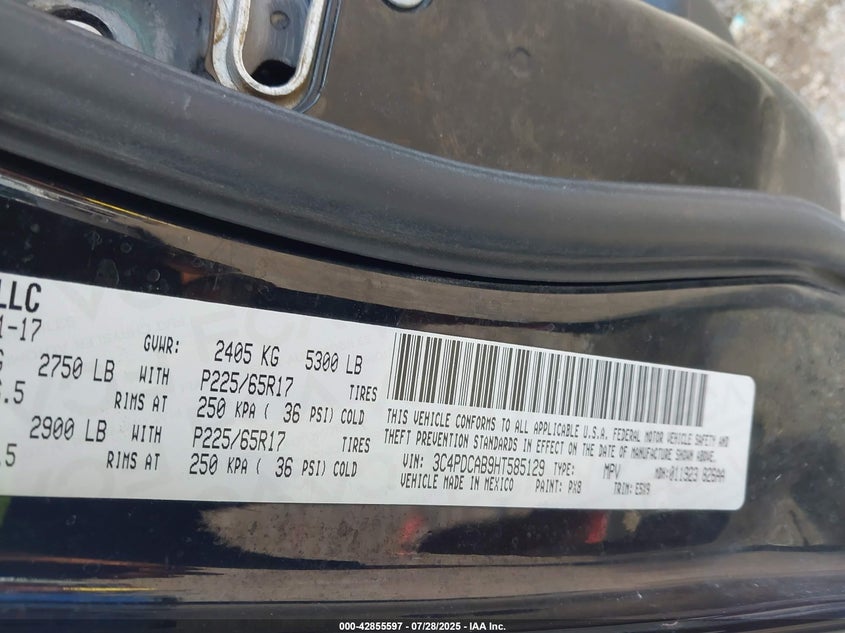 LLC
1-17
GVWR: 2405 KG 5300 LB
2750 LB WITH P225/65R17 TIRES
.5 RIMS AT 250 KPA ( 36 PSI) COLD
2900 LB WITH P225/65R17 TIRES
.5 RIMS AT 250 KPA ( 36 PSI) COLD
THIS VEHICLE CONFORMS TO ALL APPLICABLE U.S.A. FEDERAL MOTOR VEHICLE SAFETY AND
THEFT PREVENTION STANDARDS IN EFFECT ON THE DATE OF MANUFACTURE SHOWN ABOVE.
VIN: 3C4PDCAB9HT585129 TYPE: MPV MDH: 011923
VEHICLE MADE IN MEXICO PAINT: PX8 TRIM: E5X9
000-42855597 - 07/28/2025 - IAA Inc.